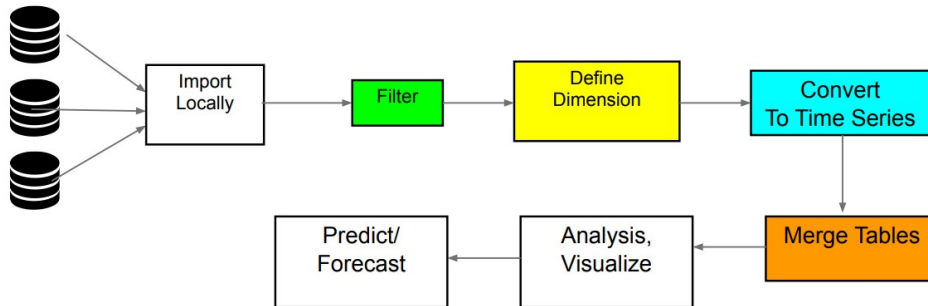 Import
Locally
Filter
Define
Dimension
Convert
To Time Series
Predict/
Forecast
Analysis,
Visualize
Merge Tables